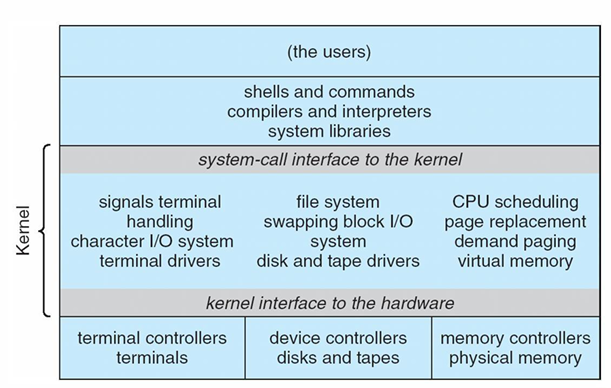 (the users)
shells and commands
compilers and interpreters
system libraries
system-call interface to the kernel
Kernel
signals terminal
handling
character I/O system
terminal drivers
file system
swapping block I/O
system
disk and tape drivers
CPU scheduling
page replacement
demand paging
virtual memory
kernel interface to the hardware
terminal controllers
terminals
device controllers
disks and tapes
memory controllers
physical memory